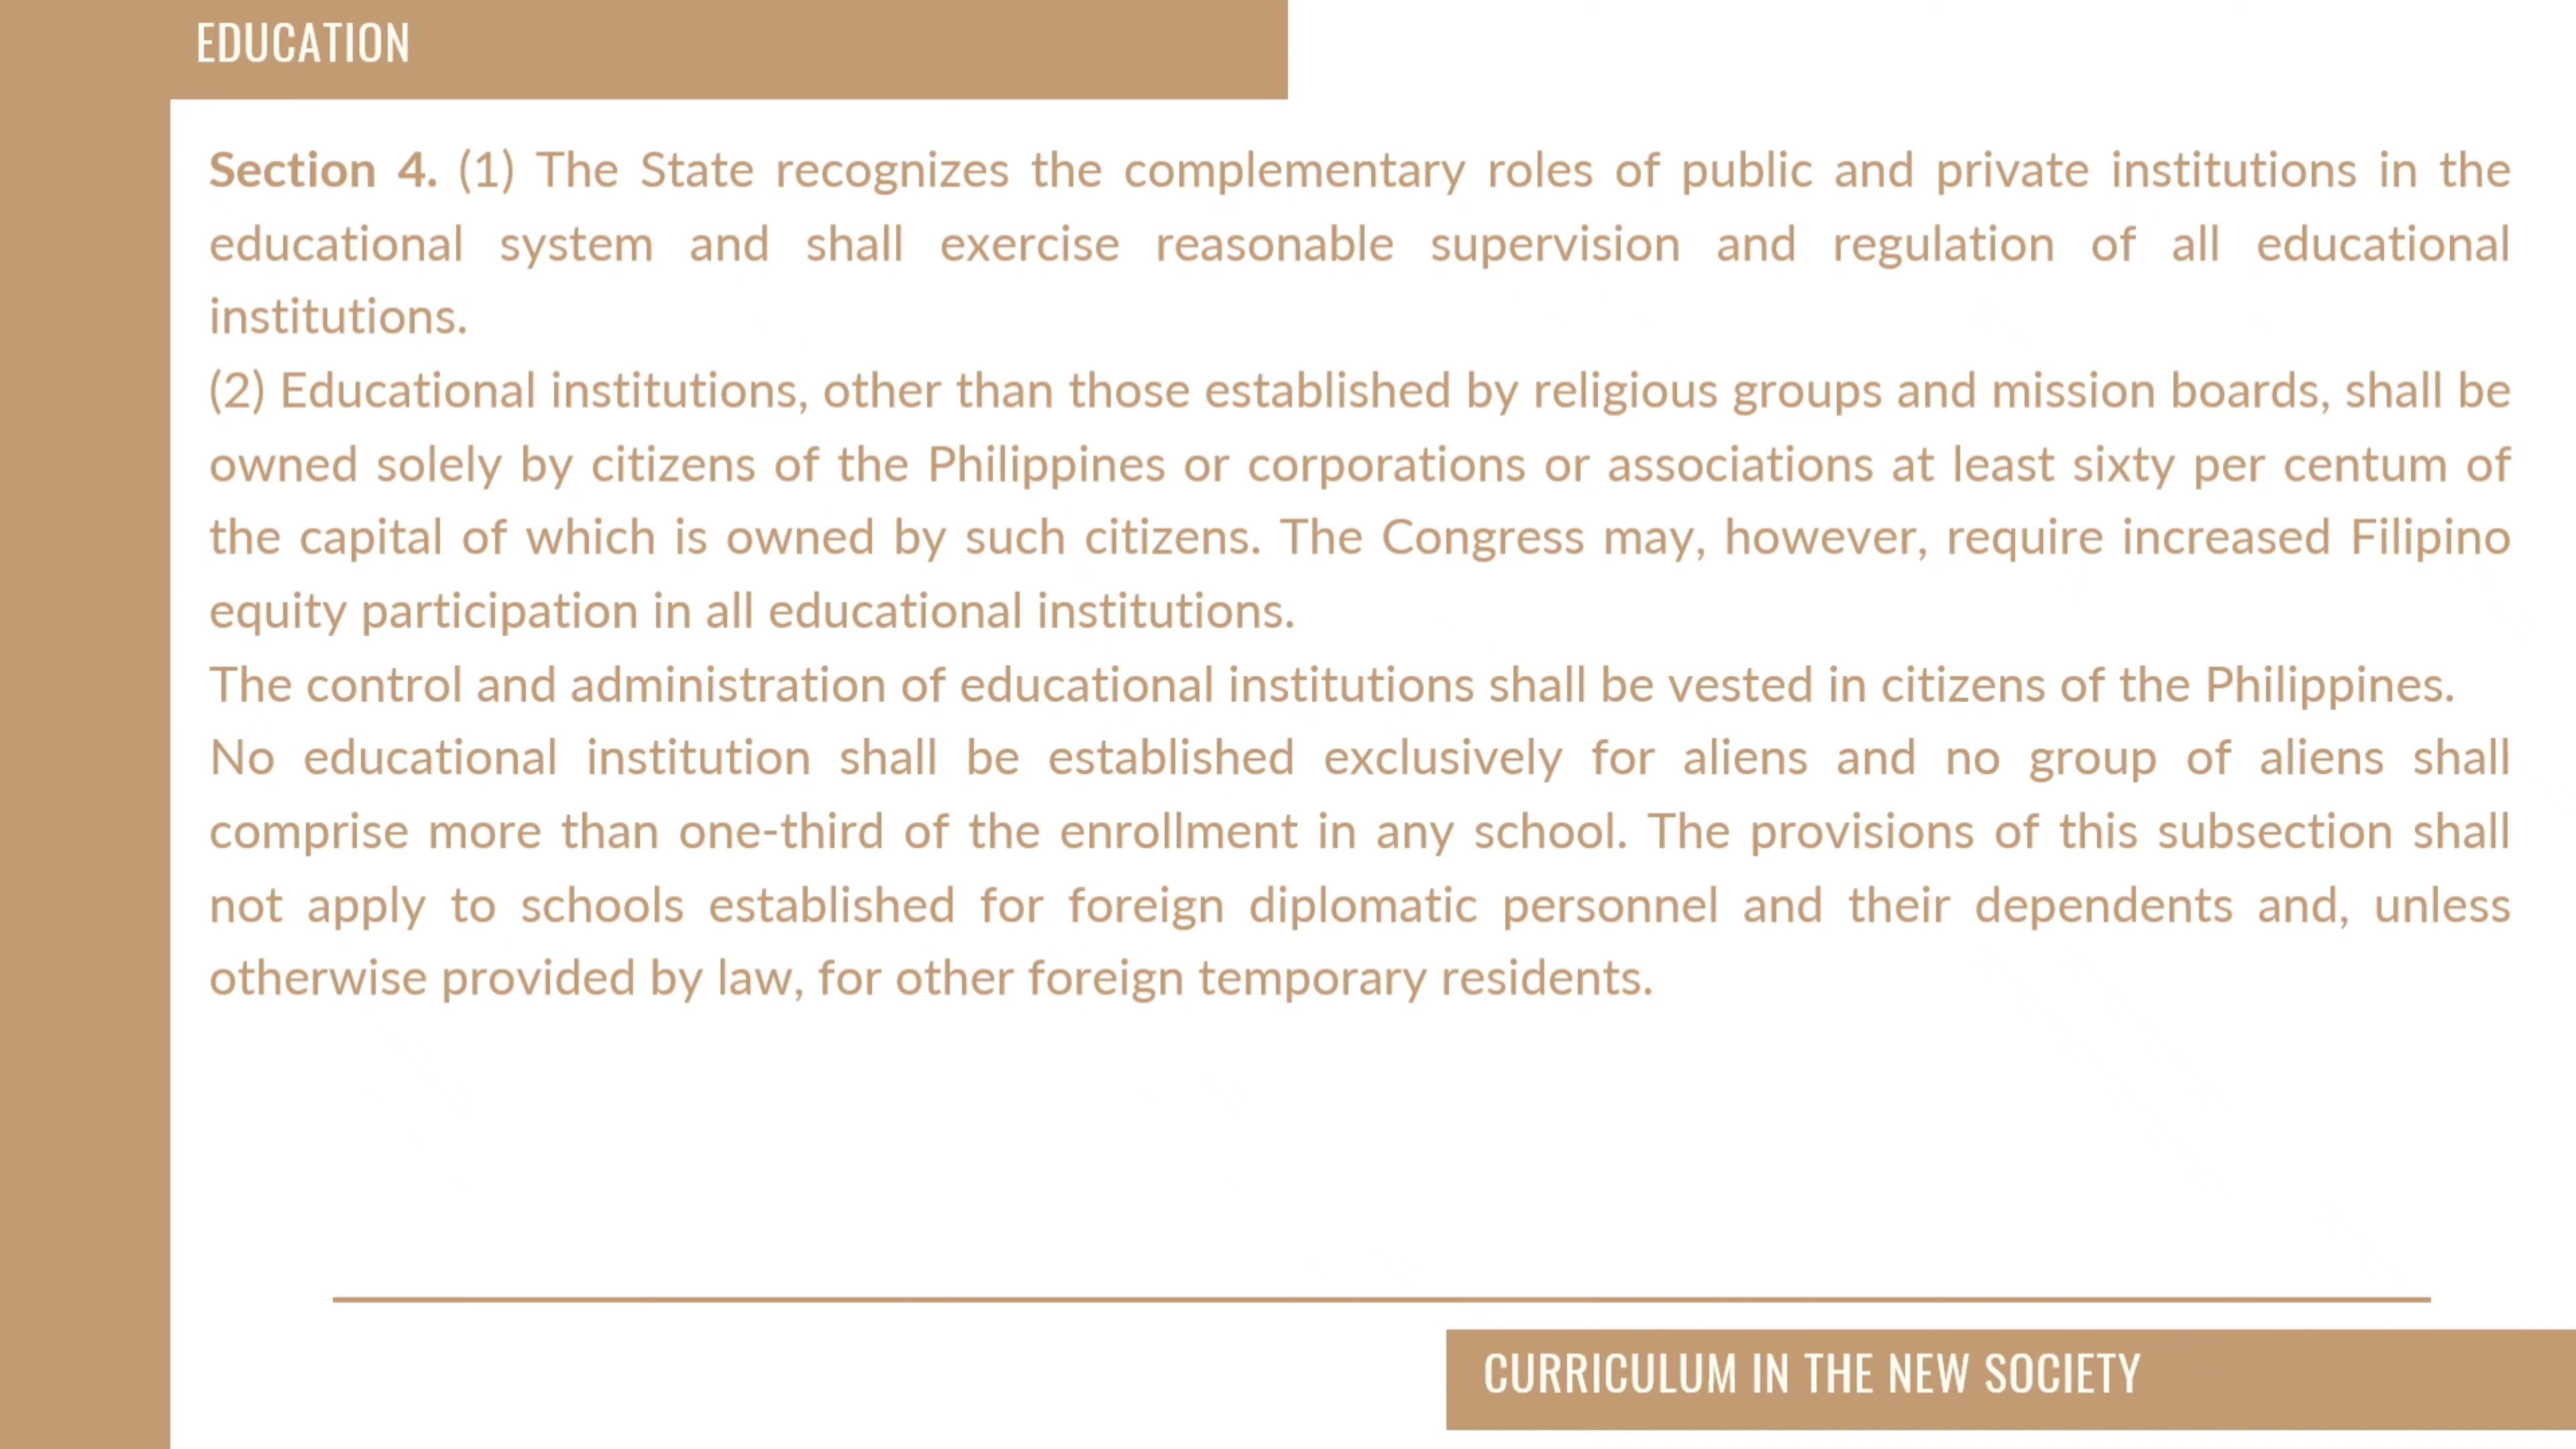 EDUCATION
Section 4. (1) The State recognizes the complementary roles of public and private institutions in the
educational system and shall exercise reasonable supervision and regulation of all educational
institutions.
(2) Educational institutions, other than those established by religious groups and mission boards, shall be
owned solely by citizens of the Philippines or corporations or associations at least sixty per centum of
the capital of which is owned by such citizens. The Congress may, however, require increased Filipino
equity participation in all educational institutions.
The control and administration of educational institutions shall be vested in citizens of the Philippines.
No educational institution shall be established exclusively for aliens and no group of aliens shall
comprise more than one-third of the enrollment in any school. The provisions of this subsection shall
not apply to schools established for foreign diplomatic personnel and their dependents and, unless
otherwise provided by law, for other foreign temporary residents.
CURRICULUM IN THE NEW SOCIETY